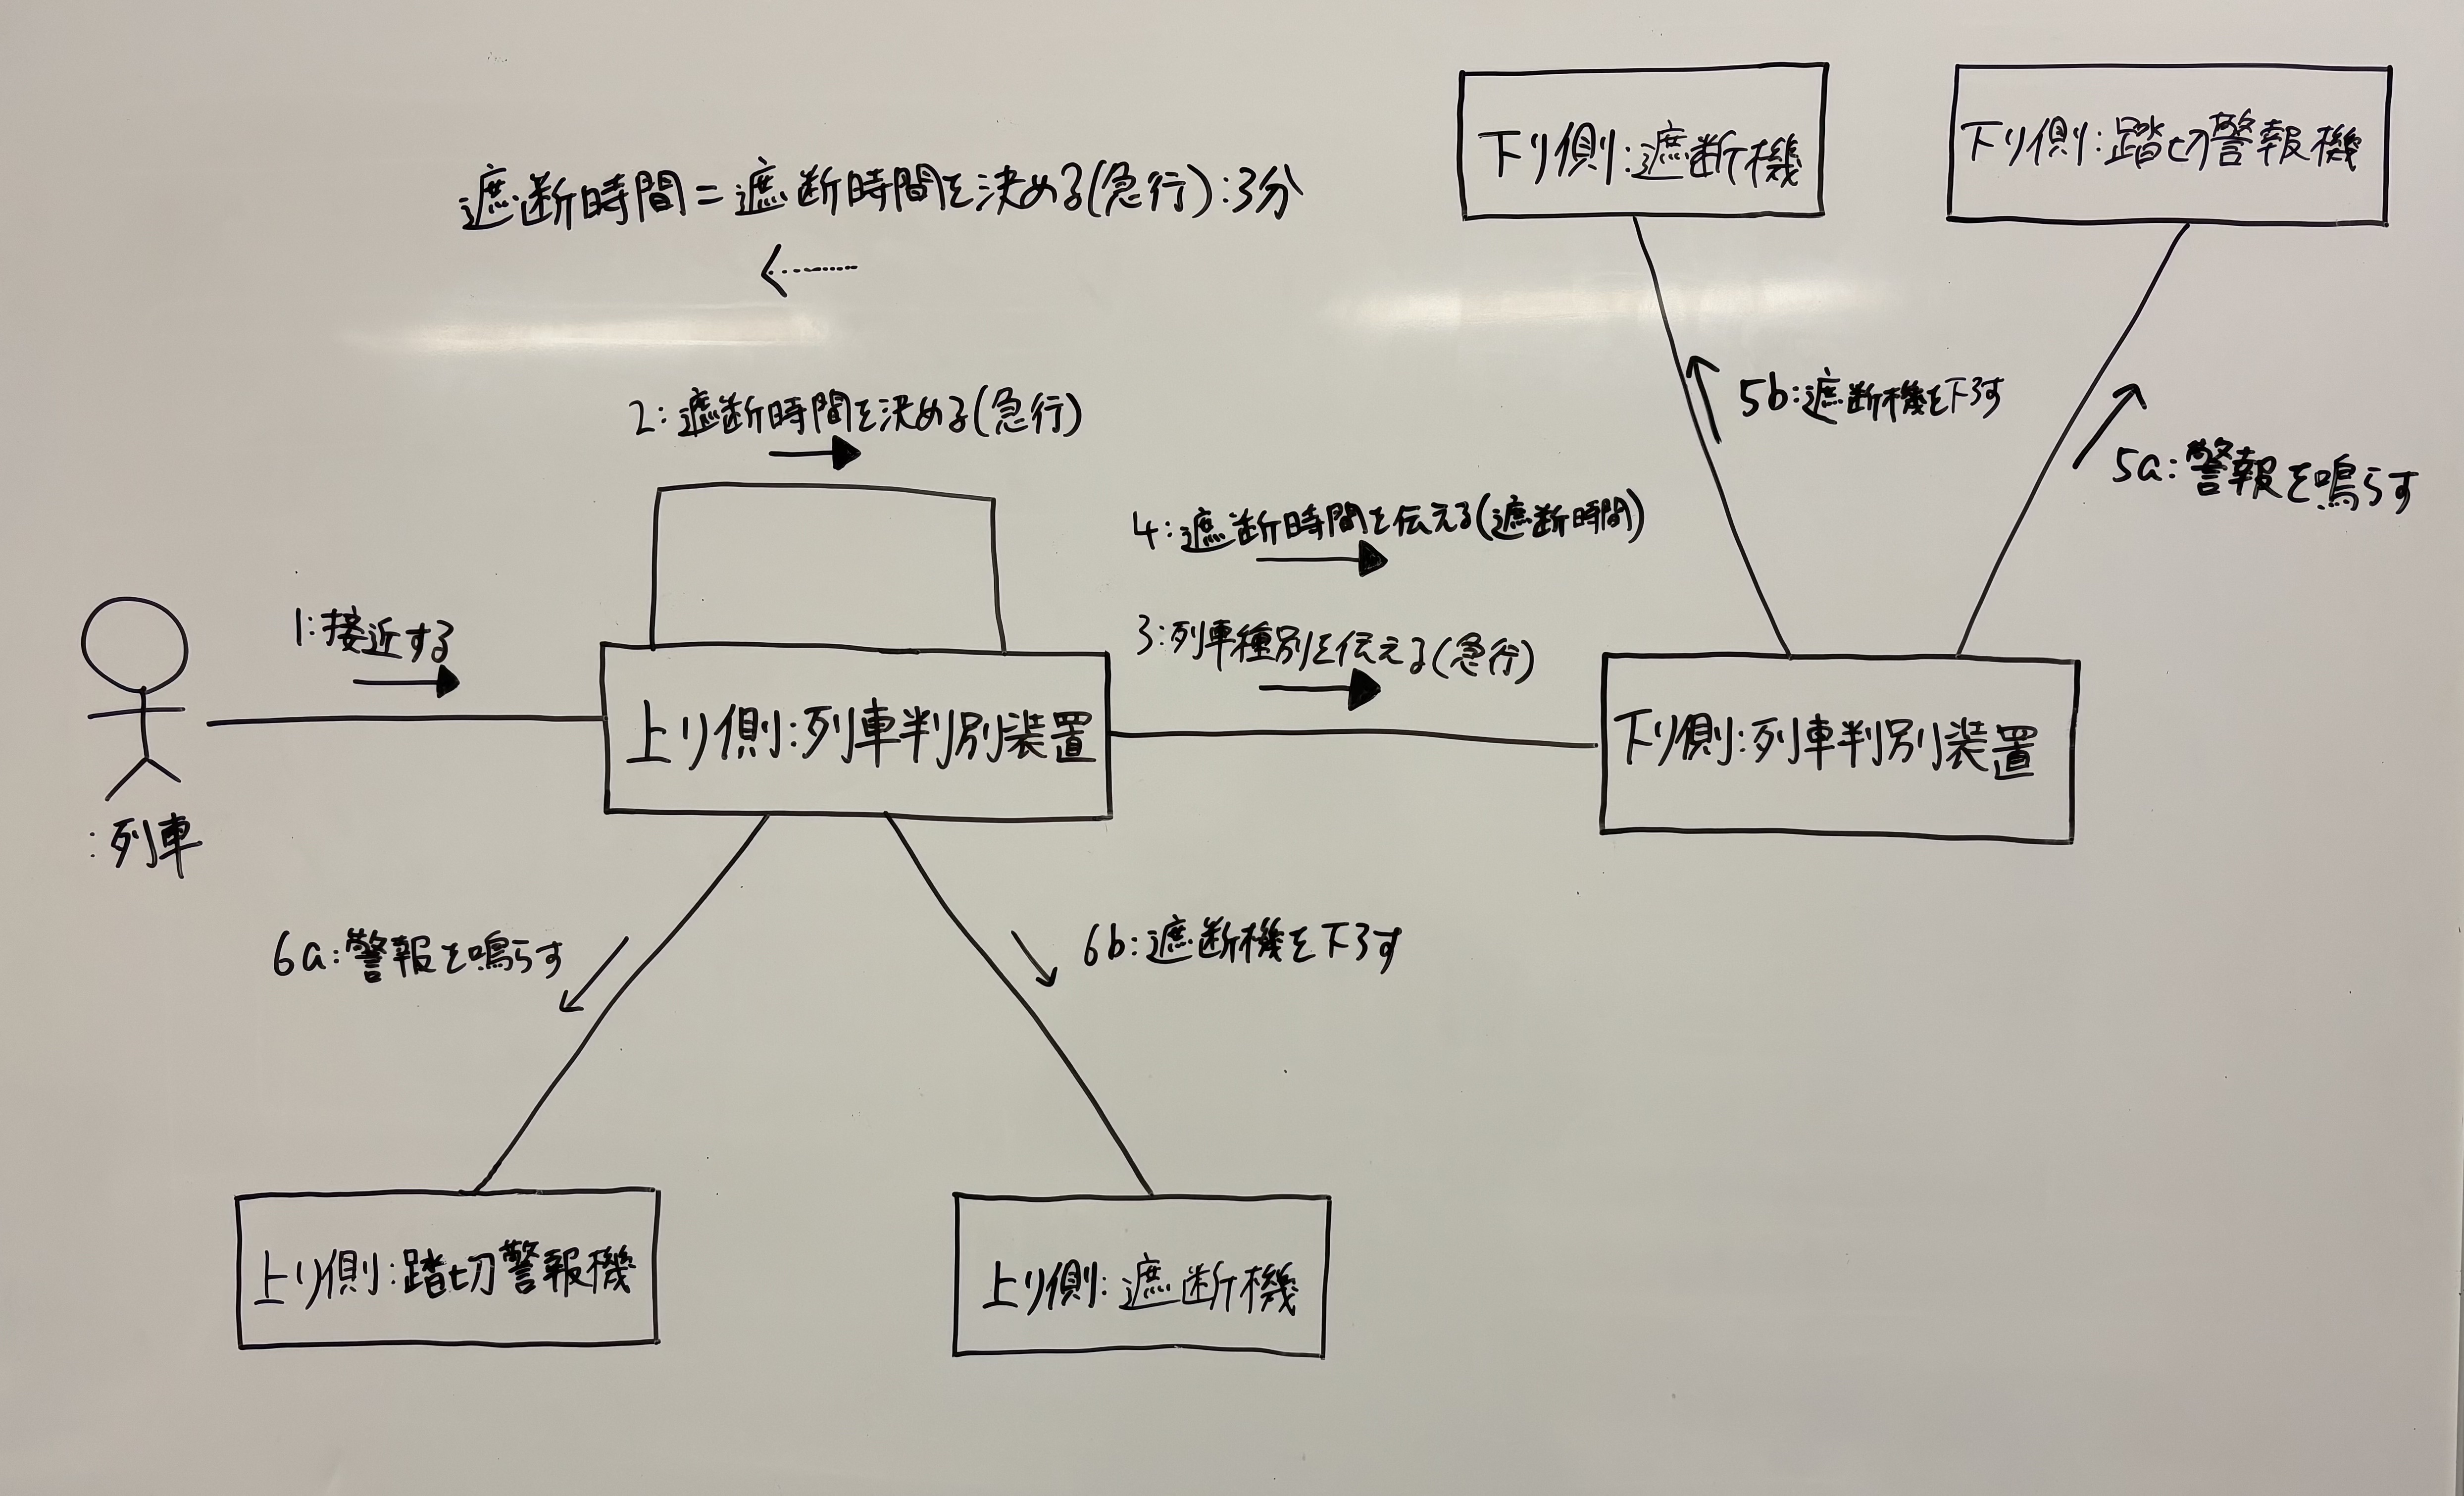 下り側:遮断機
下り側:踏切警報機
遮断時間=遮断時間を決める(急行):3分
2:遮断時間を決める(急行)
5b:遮断機を下ろす
5a:警報を鳴らす
4:遮断時間を伝える(遮断時間)
1:接近する
3:列車種別を伝える(急行)
上り側:列車判別装置
下り側:列車判別装置
:列車
6a:警報を鳴らす
6b:遮断機を下ろす
上り側:踏切警報機
上り側:遮断機